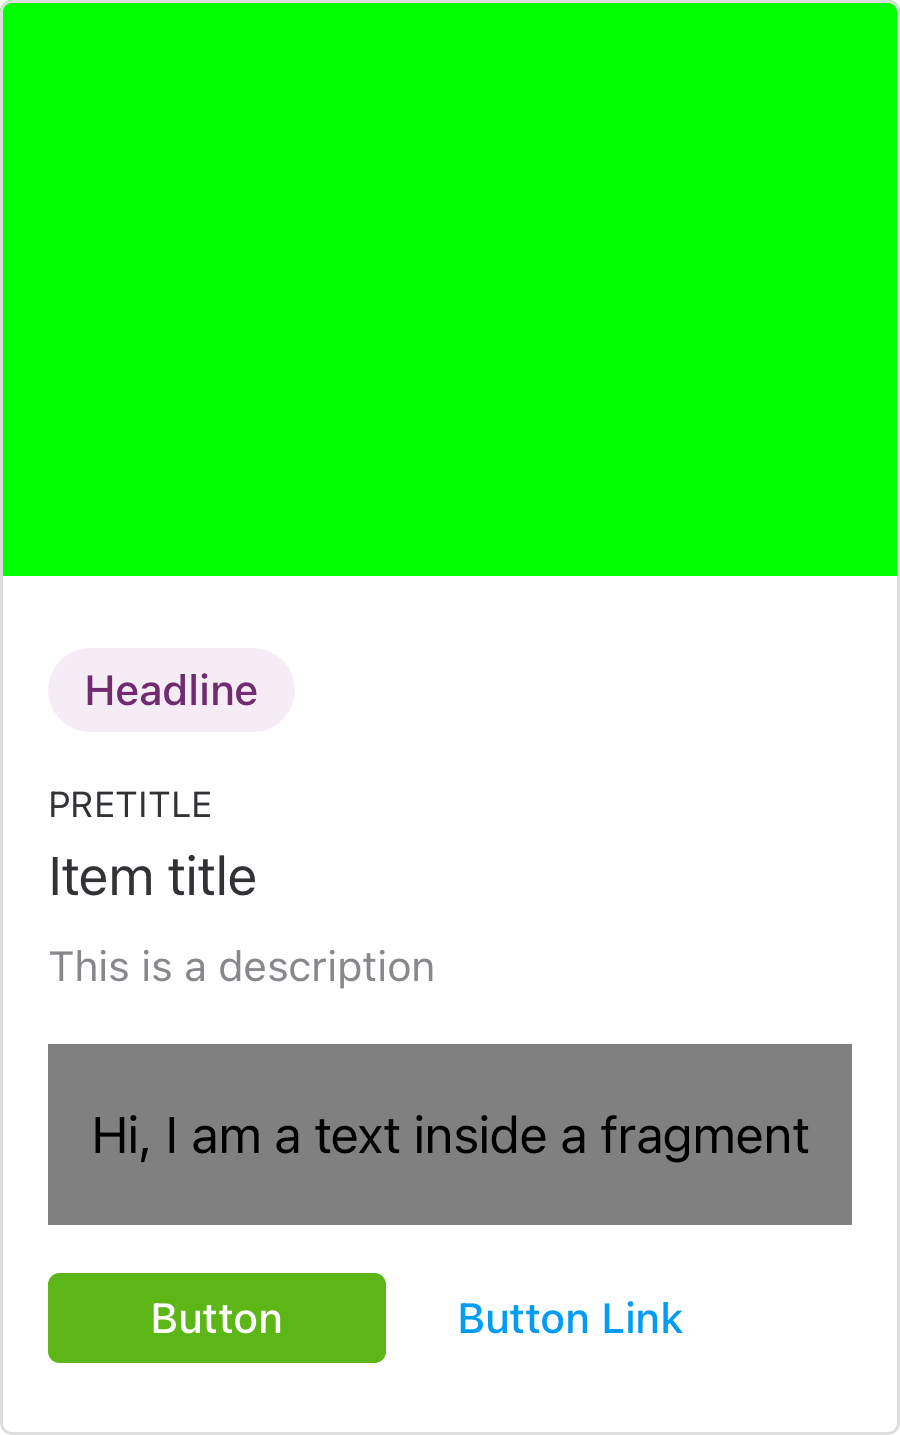 Headline
PRETITLE
Item title
This is a description
Hi, I am a text inside a fragment
Button
Button Link